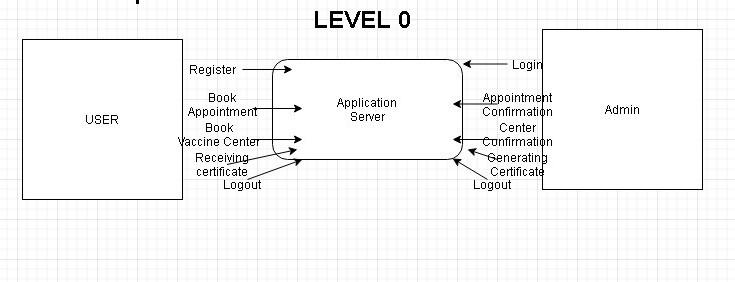 LEVEL 0
USER
Register
Book
Appointment
Book
Vaccine Center
Receiving
certificate
Logout
Application
Server
Login
Appointment
Confirmation
Center
Confirmation
Generating
Certificate
Logout
Admin